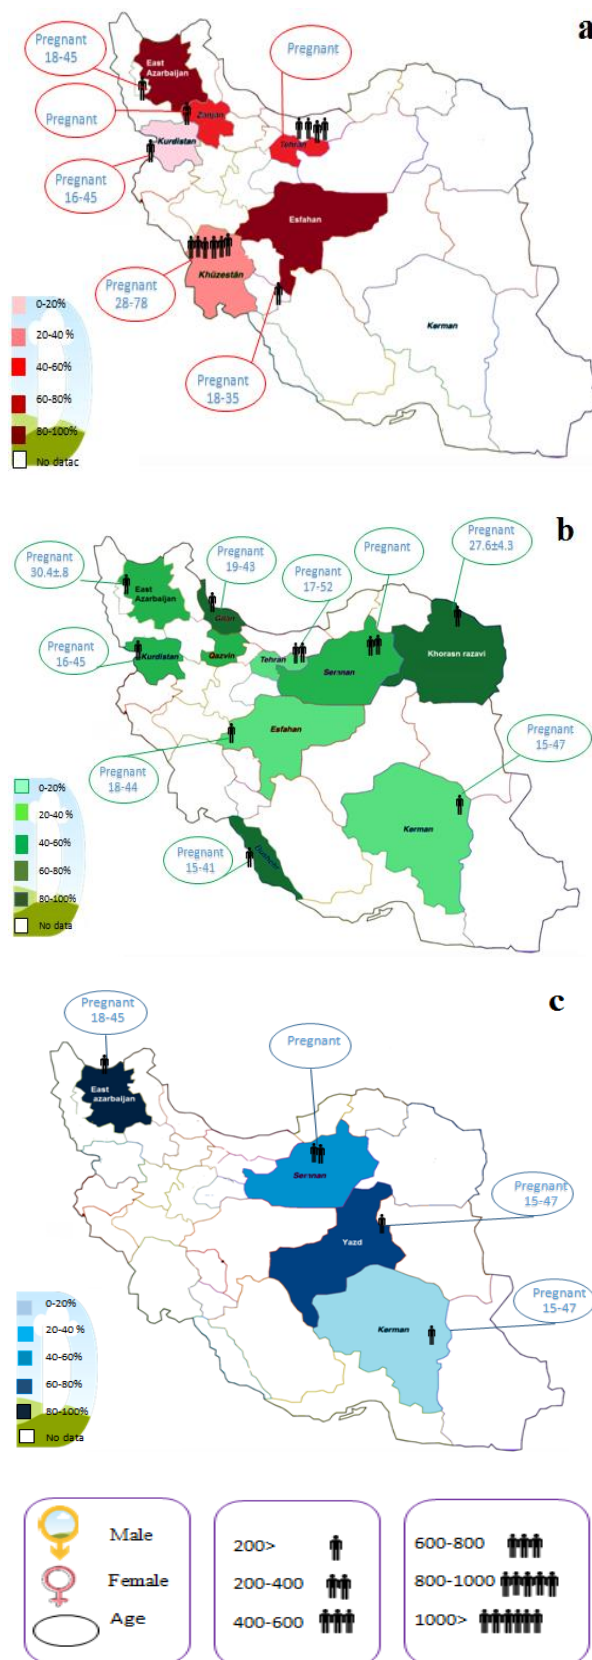 a
Pregnant
18-45
East
Azarbaijan
Pregnant
Zanjan
Pregnant
Kurdistan
Tehran
Pregnant
16-45
Esfahan
Khuzestán
Pregnant
28-78
Kerman
Pregnant
18-35
0-20%
20-40 %
40-60%
60-80%
80-100%
No datac
b
Pregnant
27.6±4.3
Pregnant
19-43
Pregnant
Pregnant
30.4±.8
Pregnant
17-52
East
Azarbaijan
Gilan
Pregnant
16-45
Kurdistan
Qazvin
Tehran
Semnan
Khorasn razavi
Esfahan
Pregnant
15-47
Pregnant
18-44
Kerman
Pregnant
15-41
Bushehr
0-20%
20-40 %
40-60%
60-80%
80-100%
No data
c
Pregnant
18-45
Pregnant
East
azarbaijan
Semnan
Pregnant
15-47
Yazd
Pregnant
15-47
Kerman
0-20%
20-40 %
40-60%
60-80%
80-100%
No data
Male
Female
Age
200>
200-400
400-600
600-800
800-1000
1000>